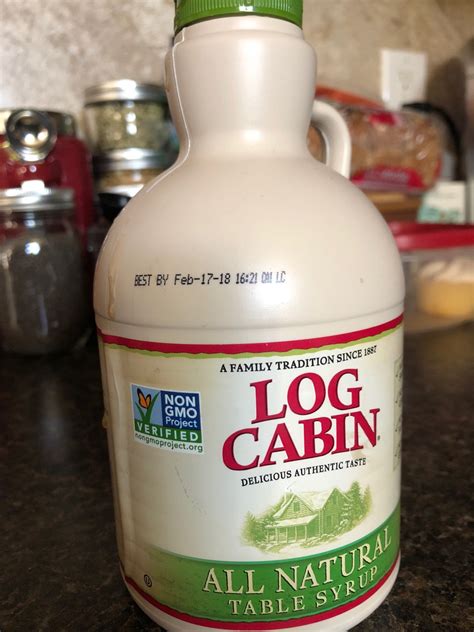 BEST BY Feb-17-18 16:21 LC
A FAMILY TRADITION SINCE 1887
LOG
CABIN®
DELICIOUS AUTHENTIC TASTE
NON
GMO
Project
VERIFIED
nongmoproject.org
ALL NATURAL
TABLE SYRUP